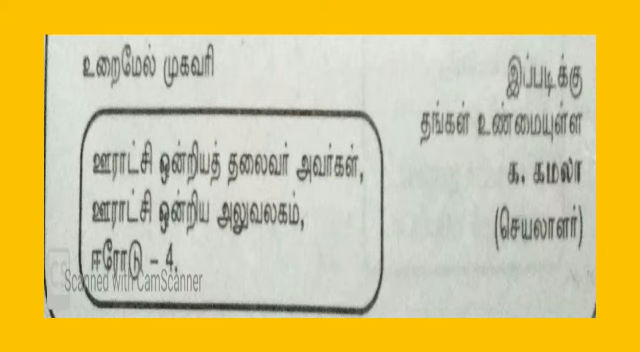 உறைமேல் முகவரி
ஊராட்சி ஒன்றியத் தலைவர் அவர்கள்,
ஊராட்சி ஒன்றிய அலுவலகம்,
ஈரோடு – 4.
இப்படிக்கு
தங்கள் உண்மையுள்ள
க. கமலா
(செயலாளர்)
Scanned with CamScanner